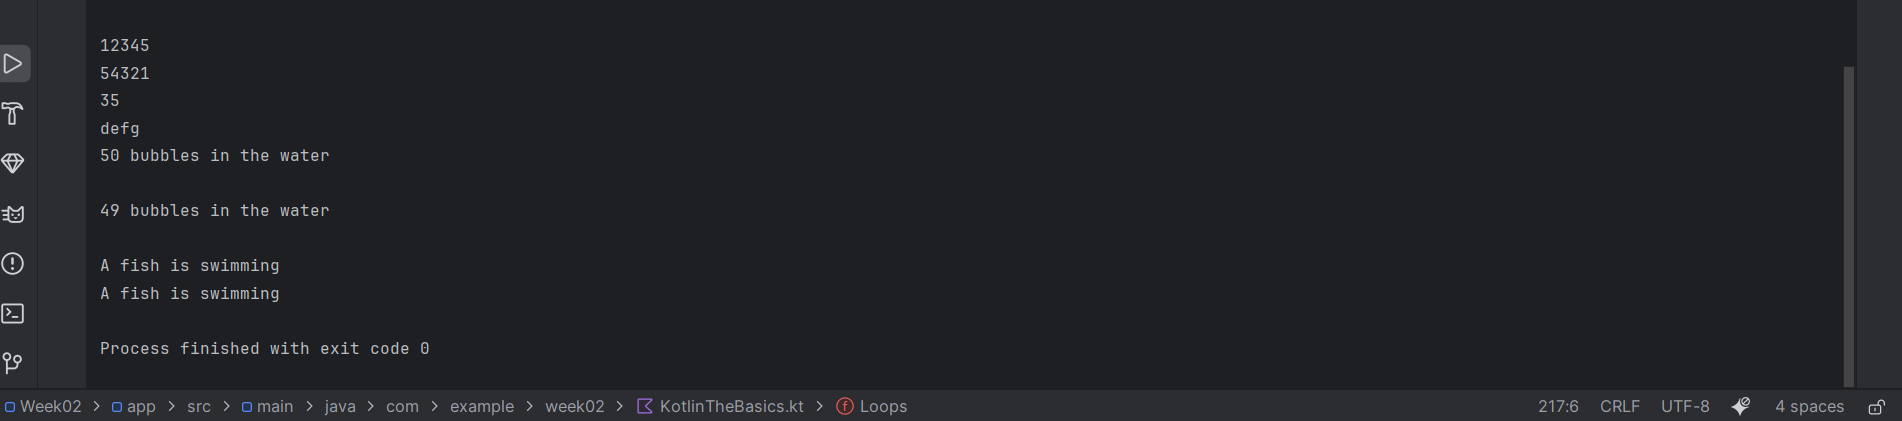 12345
54321
35
defg
50 bubbles in the water
49 bubbles in the water
A fish is swimming
A fish is swimming
Process finished with exit code 0
Week02 > app > src > main > java > com > example > week02 > KotlinTheBasics.kt > f Loops 217:6 CRLF UTF-8 4 spaces